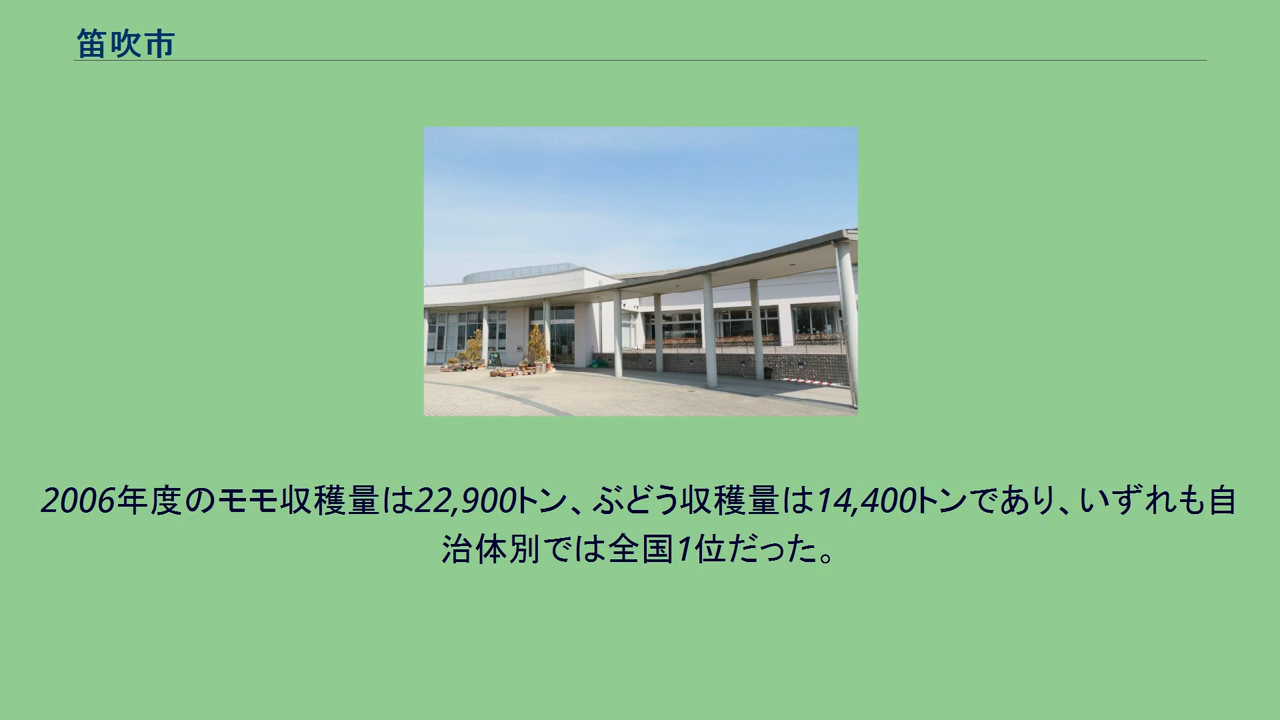 笛吹市
2006年度のモモ収穫量は22,900トン、ぶどう収穫量は14,400トンであり、いずれも自
治体別では全国1位だった。